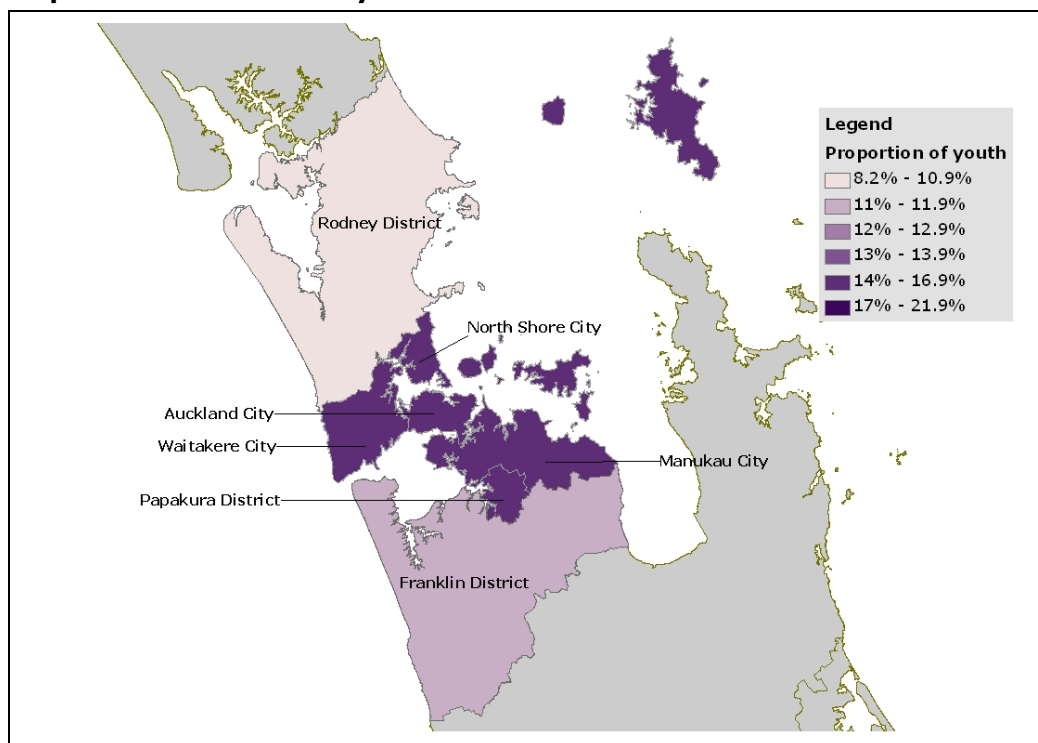 Legend
Proportion of youth
8.2% - 10.9%
11% - 11.9%
12% - 12.9%
13% - 13.9%
14% - 16.9%
17% - 21.9%
Rodney District
North Shore City
Auckland City
Waitakere City
Manukau City
Papakura District
Franklin District